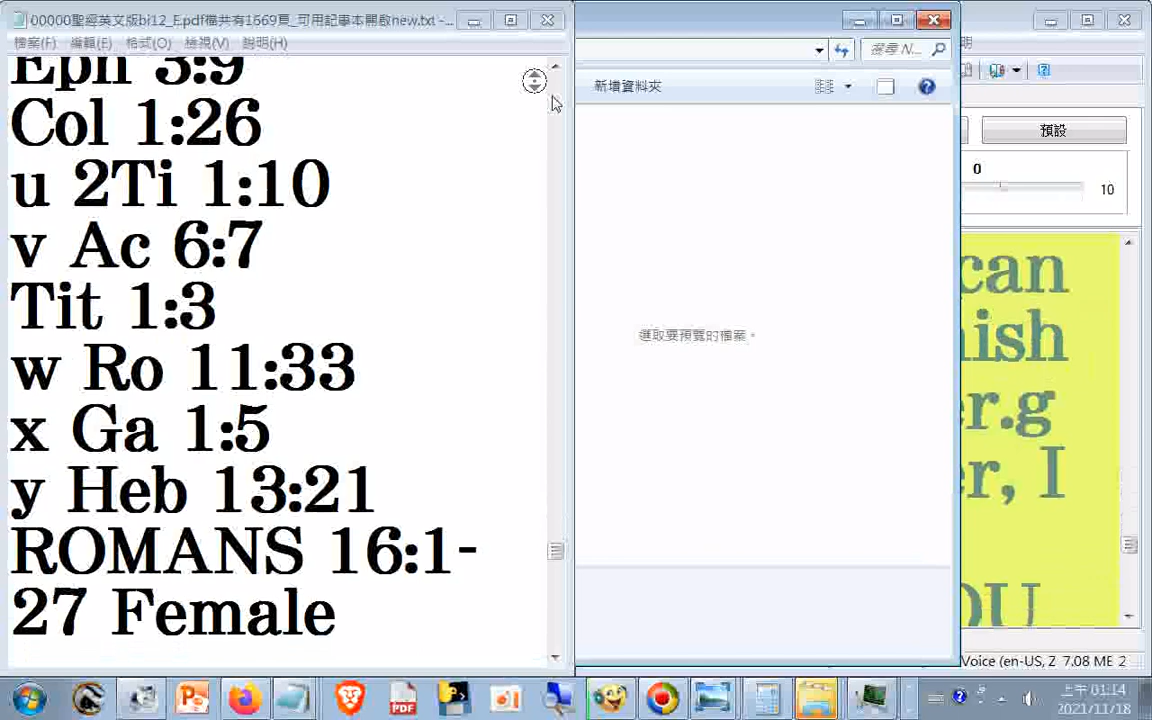 00000聖經英文版bi12_E.pdf檔共有1669頁_可用記事本開啟new.txt - ...
檔案(F) 編輯(E) 格式(O) 檢視(V) 說明(H)
Eph 3:9
Col 1:26
u 2Ti 1:10
v Ac 6:7
Tit 1:3
w Ro 11:33
x Ga 1:5
y Heb 13:21
ROMANS 16:1-
27 Female
搜尋 N...
新增資料夾
選取要預覽的檔案。
明
預設
0
10
can
nish
er.g
er, I
OU
Voice (en-US, Z 7.08 ME 2
PDF
上午 01:14
2021/11/18